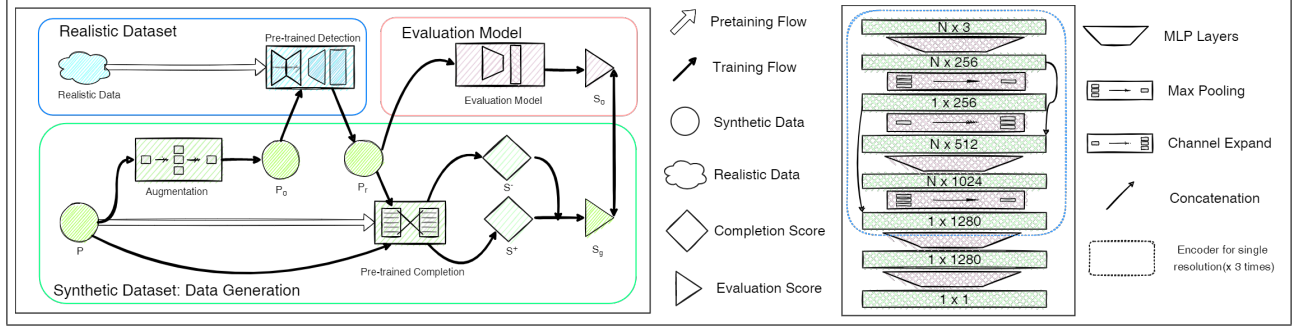 Realistic Dataset
Pre-trained Detection
Realistic Data
Evaluation Model
Evaluation Model
S₀
Augmentation
P₀
Pᵣ
S⁻
P
S⁺
S_g
Pre-trained Completion
Synthetic Dataset: Data Generation
Pretaining Flow
Training Flow
Synthetic Data
Realistic Data
Completion Score
Evaluation Score
N x 3
N x 256
1 x 256
N x 512
N x 1024
1 x 1280
1 x 1280
1 x 1
MLP Layers
Max Pooling
Channel Expand
Concatenation
Encoder for single
resolution(x 3 times)